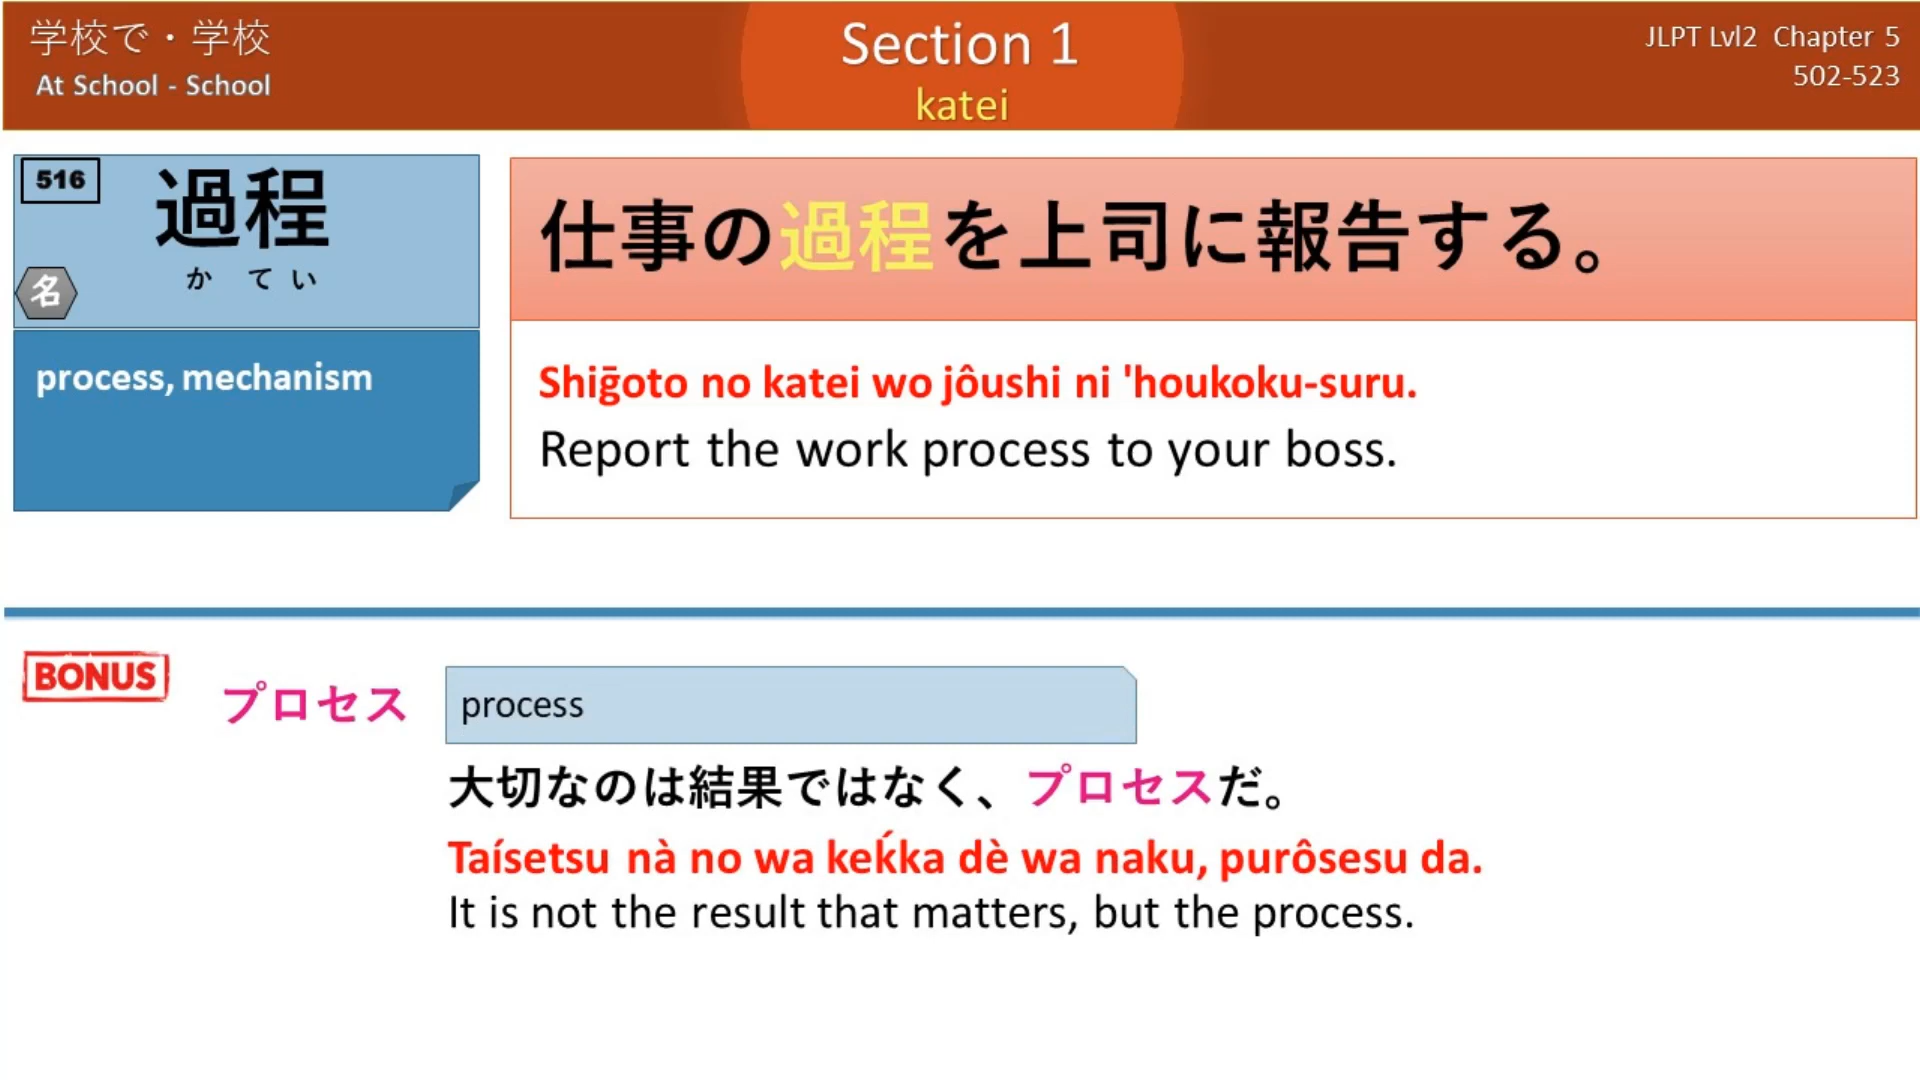 学校で・学校
At School - School
Section 1
katei
JLPT Lvl2 Chapter 5
502-523
516
過程
かてい
名
process, mechanism
仕事の過程を上司に報告する。
Shiḡoto no katei wo jôushi ni 'houkoku-suru.
Report the work process to your boss.
BONUS
プロセス
process
大切なのは結果ではなく、プロセスだ。
Taísetsu nà no wa keḱka dè wa naku, purôsesu da.
It is not the result that matters, but the process.